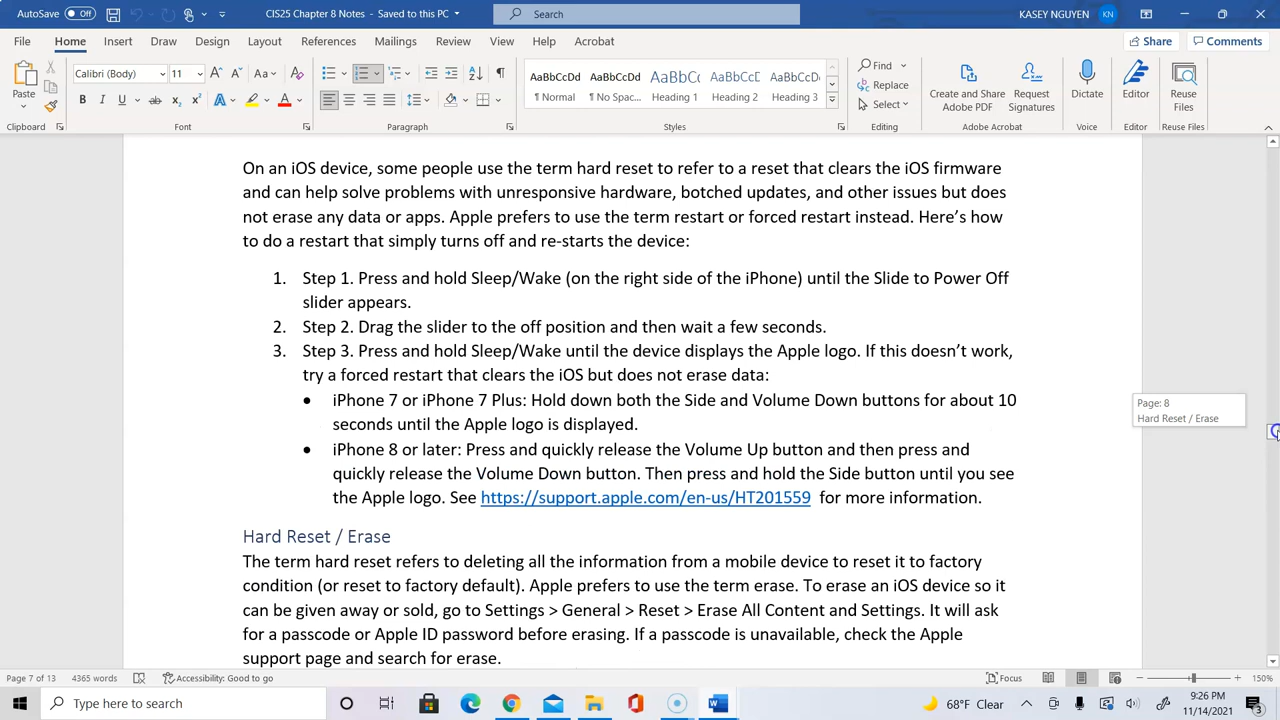 AutoSave Off CIS25 Chapter 8 Notes - Saved to this PC Search KASEY NGUYEN KN
File Home Insert Draw Design Layout References Mailings Review View Help Acrobat Share Comments
Calibri (Body) 11 AaBbCcDd AaBbCcDd AaBbCcC AaBbCcD AaBbCcDd Find
Paste ¶ Normal ¶ No Spac... Heading 1 Heading 2 Heading 3 Replace Create and Share Adobe PDF Request Signatures Dictate Editor Reuse Files
Select
Clipboard Font Paragraph Styles Editing Adobe Acrobat Voice Editor Reuse Files
On an iOS device, some people use the term hard reset to refer to a reset that clears the iOS firmware
and can help solve problems with unresponsive hardware, botched updates, and other issues but does
not erase any data or apps. Apple prefers to use the term restart or forced restart instead. Here’s how
to do a restart that simply turns off and re-starts the device:
1. Step 1. Press and hold Sleep/Wake (on the right side of the iPhone) until the Slide to Power Off
slider appears.
2. Step 2. Drag the slider to the off position and then wait a few seconds.
3. Step 3. Press and hold Sleep/Wake until the device displays the Apple logo. If this doesn’t work,
try a forced restart that clears the iOS but does not erase data:
• iPhone 7 or iPhone 7 Plus: Hold down both the Side and Volume Down buttons for about 10
seconds until the Apple logo is displayed.
• iPhone 8 or later: Press and quickly release the Volume Up button and then press and
quickly release the Volume Down button. Then press and hold the Side button until you see
the Apple logo. See https://support.apple.com/en-us/HT201559 for more information.
Page: 8
Hard Reset / Erase
Hard Reset / Erase
The term hard reset refers to deleting all the information from a mobile device to reset it to factory
condition (or reset to factory default). Apple prefers to use the term erase. To erase an iOS device so it
can be given away or sold, go to Settings > General > Reset > Erase All Content and Settings. It will ask
for a passcode or Apple ID password before erasing. If a passcode is unavailable, check the Apple
support page and search for erase.
Page 7 of 13 4365 words Accessibility: Good to go Focus 150%
Type here to search 68°F Clear 9:26 PM
11/14/2021 3